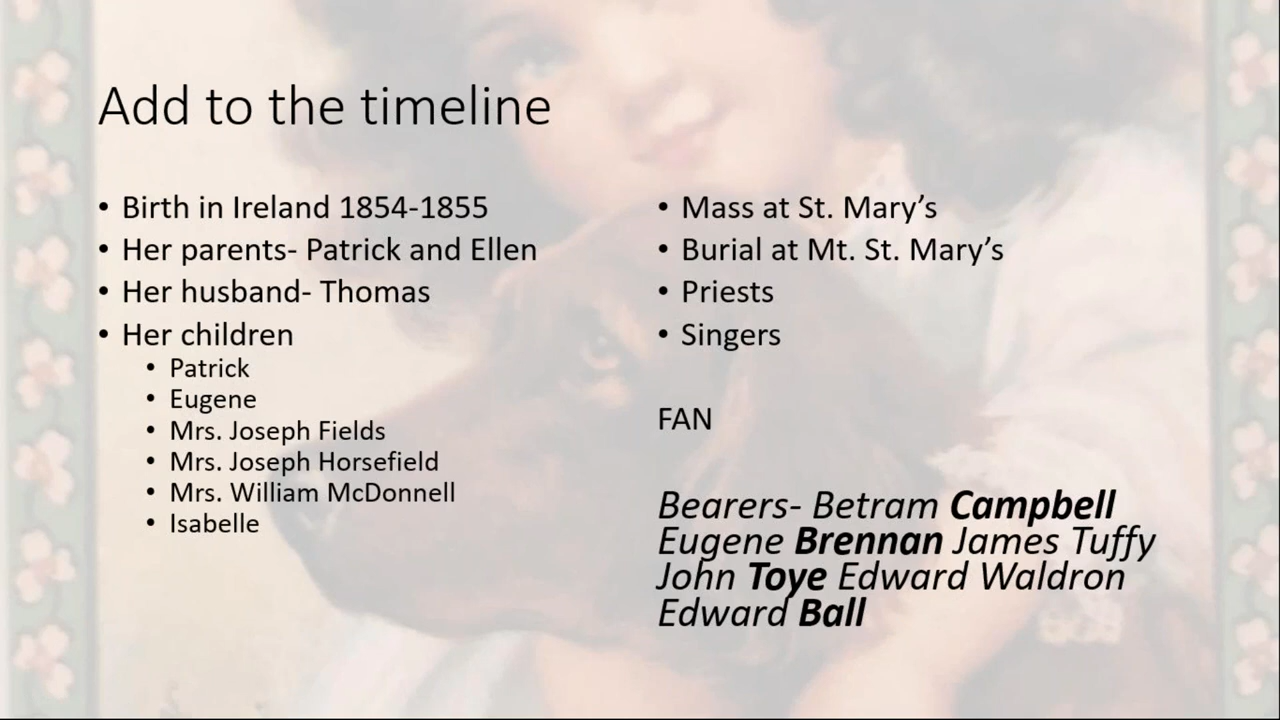 Add to the timeline
• Birth in Ireland 1854-1855
• Her parents- Patrick and Ellen
• Her husband- Thomas
• Her children
• Patrick
• Eugene
• Mrs. Joseph Fields
• Mrs. Joseph Horsefield
• Mrs. William McDonnell
• Isabelle
• Mass at St. Mary’s
• Burial at Mt. St. Mary’s
• Priests
• Singers
FAN
Bearers- Betram Campbell
Eugene Brennan James Tuffy
John Toye Edward Waldron
Edward Ball